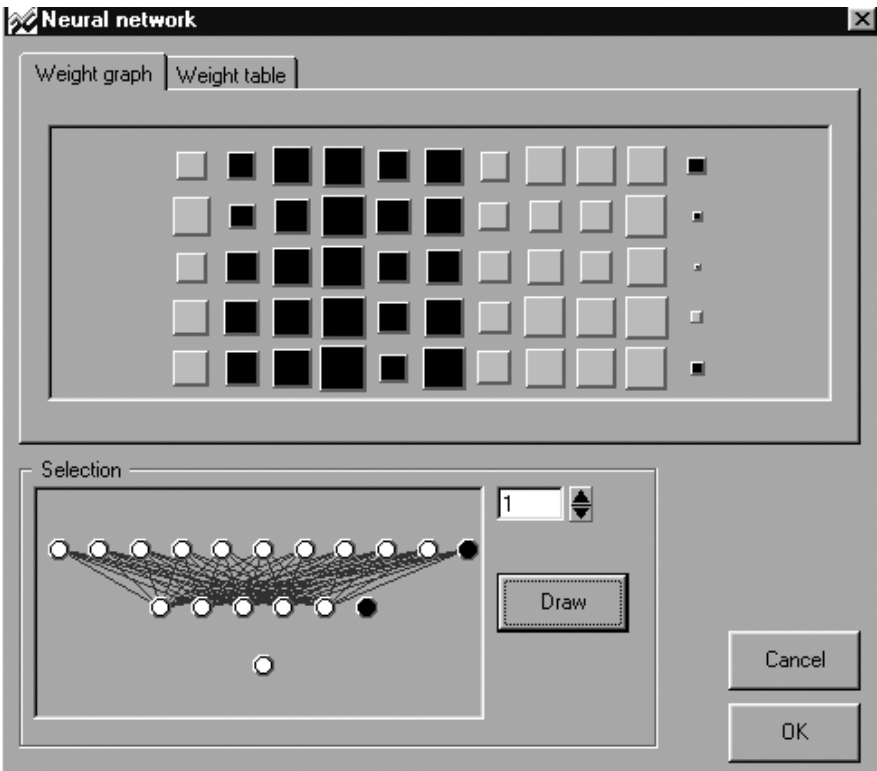 Neural network
Weight graph
Weight table
Selection
1
Draw
Cancel
OK